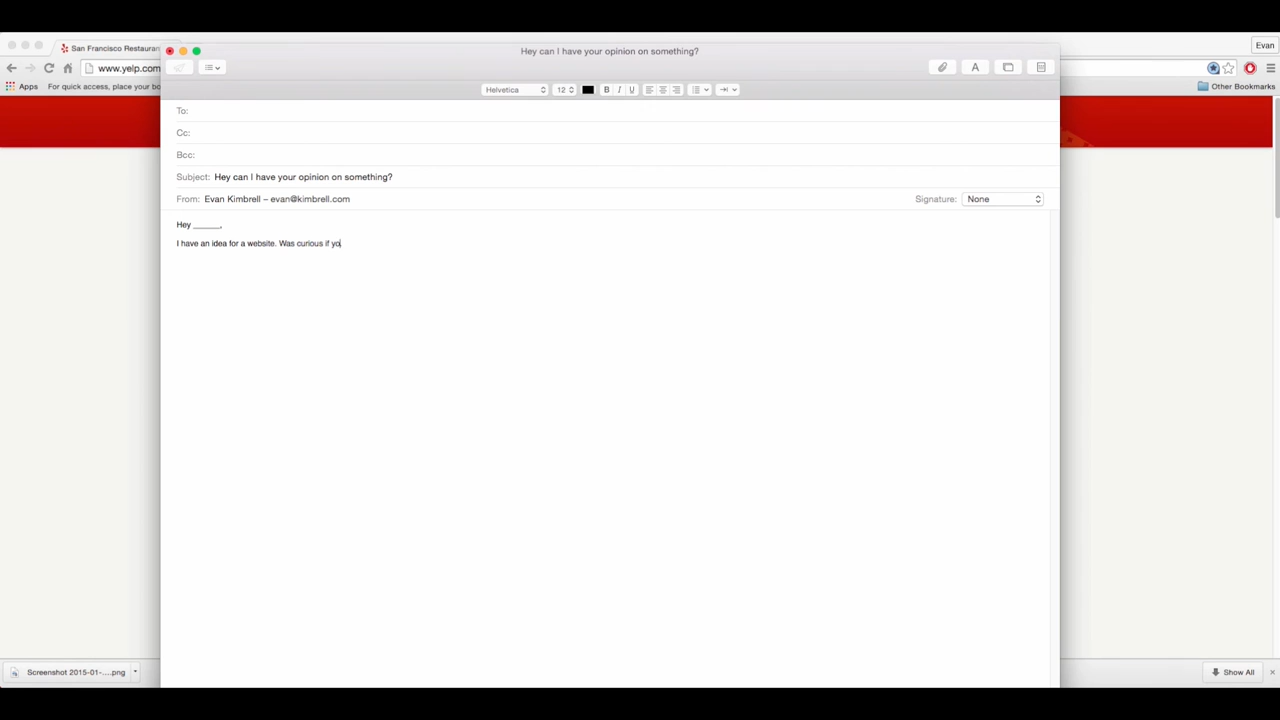 San Francisco Restauran
Evan
Hey can I have your opinion on something?
www.yelp.com
Apps
For quick access, place your bo
Other Bookmarks
Helvetica
12
B I U
To:
Cc:
Bcc:
Subject: Hey can I have your opinion on something?
From: Evan Kimbrell – evan@kimbrell.com
Signature: None
Hey ______,
I have an idea for a website. Was curious if yo
Screenshot 2015-01-....png
Show All